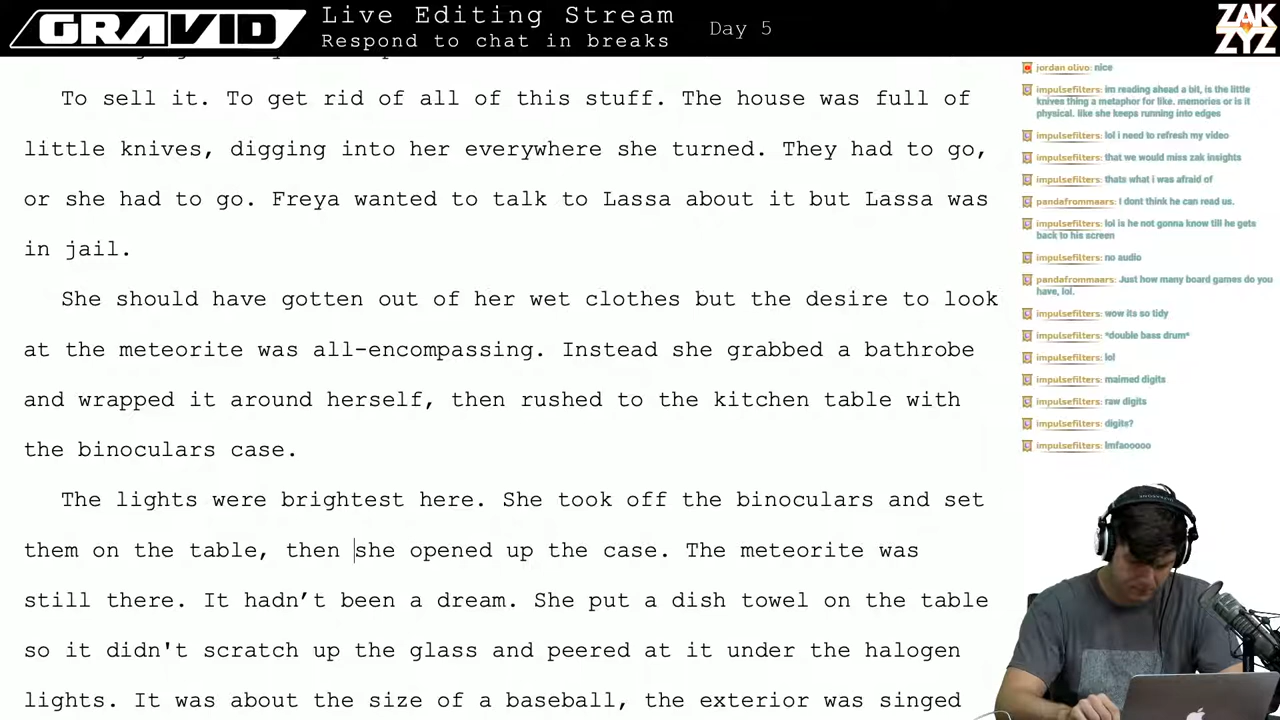 GRAVID
Live Editing Stream
Respond to chat in breaks
Day 5
ZAK
ZYZ
To sell it. To get rid of all of this stuff. The house was full of
little knives, digging into her everywhere she turned. They had to go,
or she had to go. Freya wanted to talk to Lassa about it but Lassa was
in jail.
She should have gotten out of her wet clothes but the desire to look
at the meteorite was all-encompassing. Instead she grabbed a bathrobe
and wrapped it around herself, then rushed to the kitchen table with
the binoculars case.
The lights were brightest here. She took off the binoculars and set
them on the table, then she opened up the case. The meteorite was
still there. It hadn’t been a dream. She put a dish towel on the table
so it didn't scratch up the glass and peered at it under the halogen
lights. It was about the size of a baseball, the exterior was singed
jordan olivo: nice
impulsefilters: im reading ahead a bit, is the little
knives thing a metaphor for like. memories or is it
physical. like she keeps running into edges
impulsefilters: lol i need to refresh my video
impulsefilters: that we would miss zak insights
impulsefilters: thats what i was afraid of
pandafrommaars: I dont think he can read us.
impulsefilters: lol is he not gonna know till he gets
back to his screen
impulsefilters: no audio
pandafrommaars: Just how many board games do you
have, lol.
impulsefilters: wow its so tidy
impulsefilters: *double bass drum*
impulsefilters: lol
impulsefilters: maimed digits
impulsefilters: raw digits
impulsefilters: digits?
impulsefilters: lmfaooooo